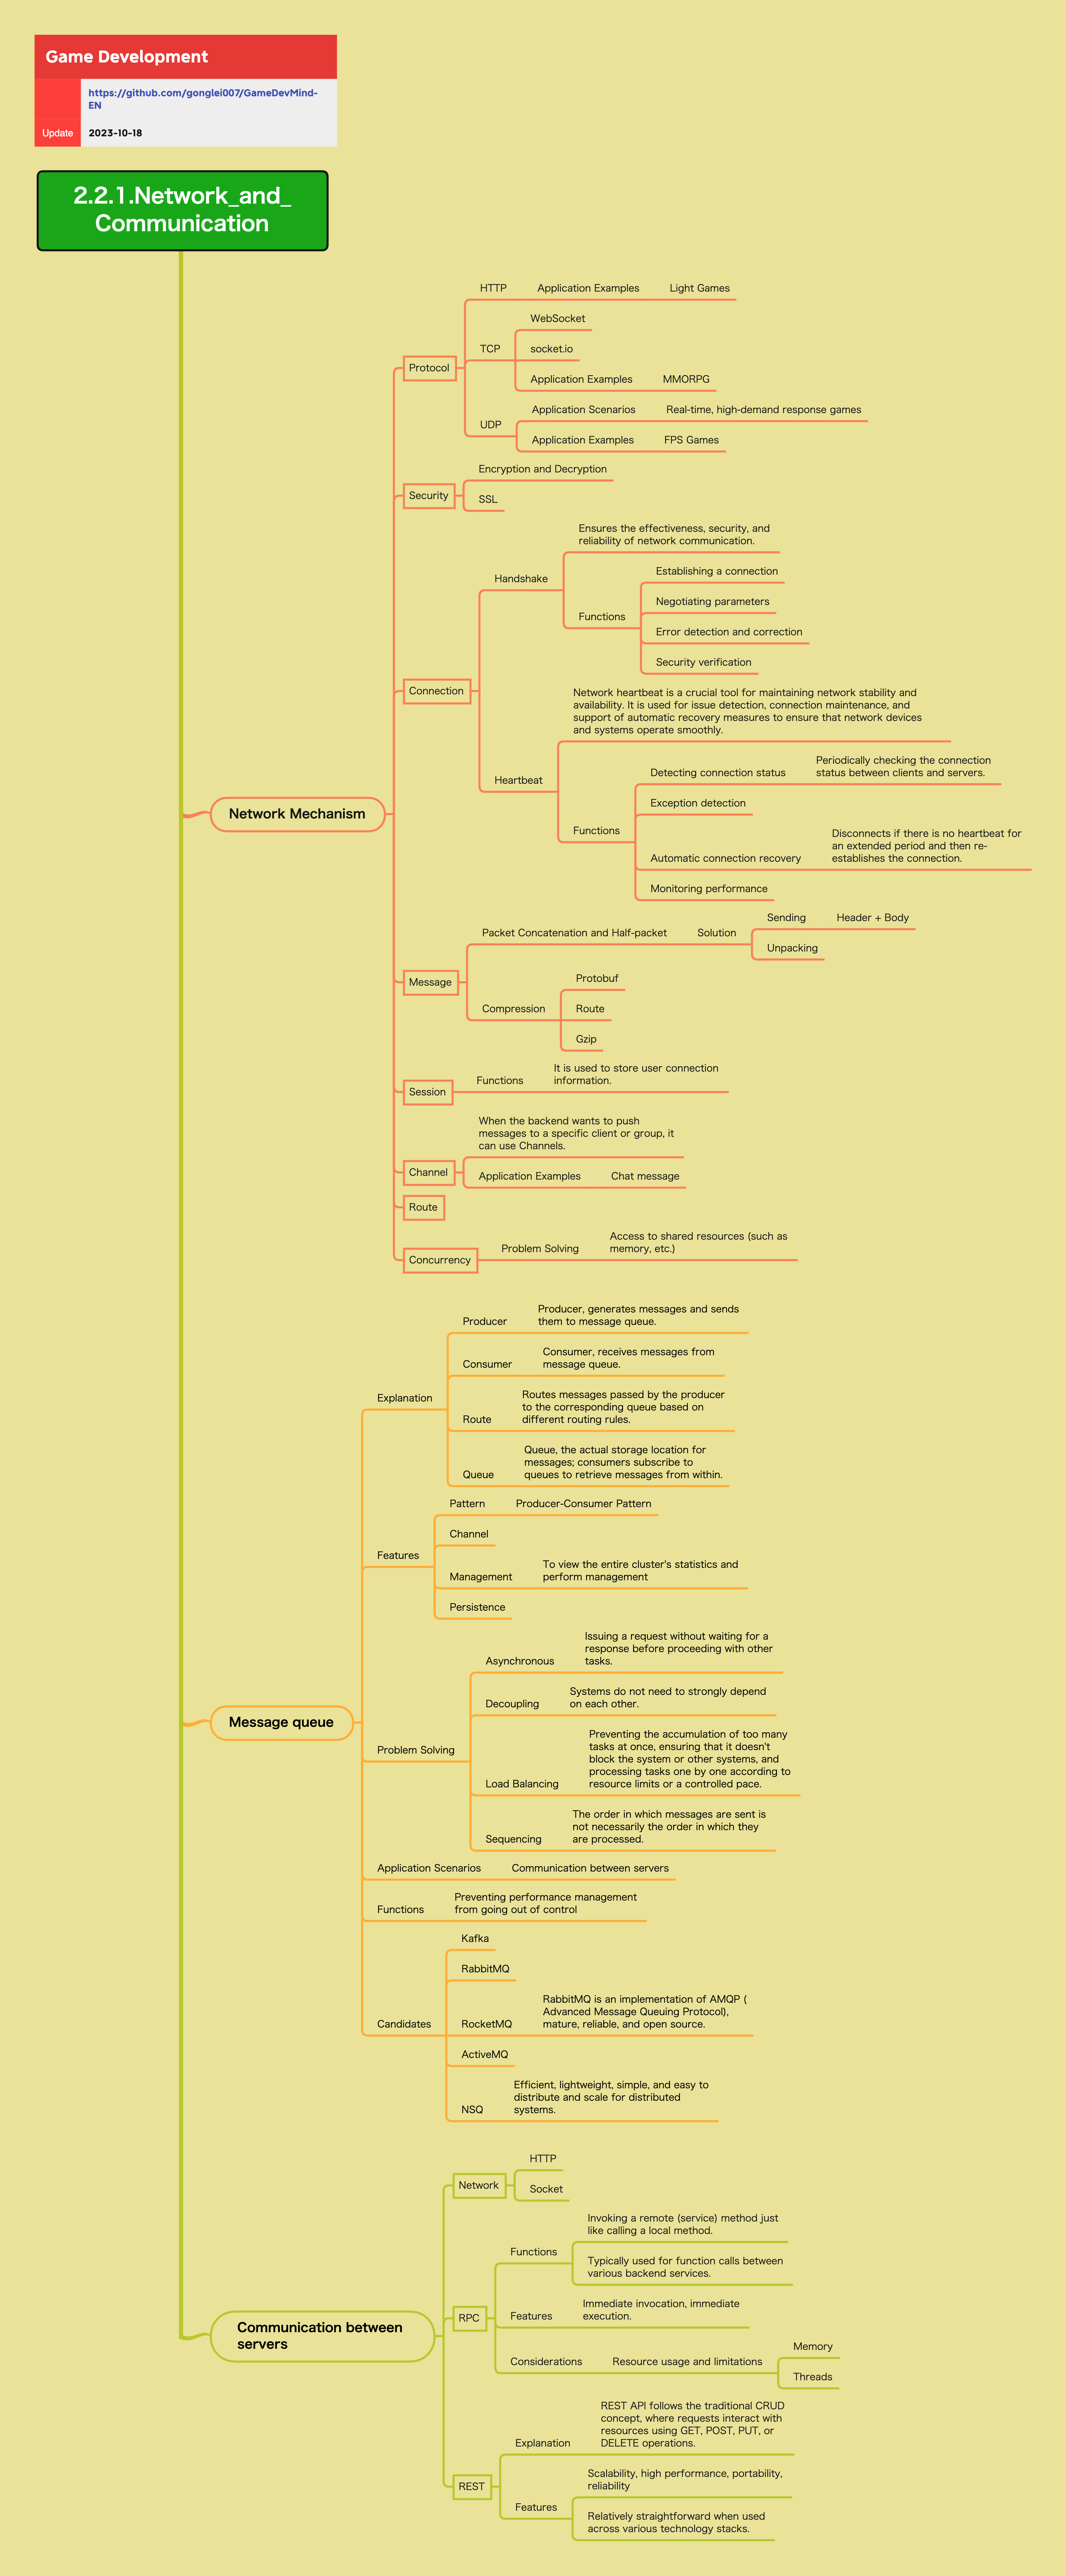 Game Development
https://github.com/gonglei007/GameDevMind-
EN
Update
2023-10-18
2.2.1.Network_and_
Communication
Network Mechanism
Protocol
HTTP
Application Examples
Light Games
TCP
WebSocket
socket.io
Application Examples
MMORPG
UDP
Application Scenarios
Real-time, high-demand response games
Application Examples
FPS Games
Security
Encryption and Decryption
SSL
Connection
Handshake
Ensures the effectiveness, security, and
reliability of network communication.
Functions
Establishing a connection
Negotiating parameters
Error detection and correction
Security verification
Heartbeat
Network heartbeat is a crucial tool for maintaining network stability and
availability. It is used for issue detection, connection maintenance, and
support of automatic recovery measures to ensure that network devices
and systems operate smoothly.
Functions
Detecting connection status
Periodically checking the connection
status between clients and servers.
Exception detection
Automatic connection recovery
Disconnects if there is no heartbeat for
an extended period and then re-
establishes the connection.
Monitoring performance
Message
Packet Concatenation and Half-packet
Solution
Sending
Header + Body
Unpacking
Compression
Protobuf
Route
Gzip
Session
Functions
It is used to store user connection
information.
Channel
When the backend wants to push
messages to a specific client or group, it
can use Channels.
Application Examples
Chat message
Route
Concurrency
Problem Solving
Access to shared resources (such as
memory, etc.)
Message queue
Explanation
Producer
Producer, generates messages and sends
them to message queue.
Consumer
Consumer, receives messages from
message queue.
Route
Routes messages passed by the producer
to the corresponding queue based on
different routing rules.
Queue
Queue, the actual storage location for
messages; consumers subscribe to
queues to retrieve messages from within.
Features
Pattern
Producer-Consumer Pattern
Channel
Management
To view the entire cluster's statistics and
perform management
Persistence
Problem Solving
Asynchronous
Issuing a request without waiting for a
response before proceeding with other
tasks.
Decoupling
Systems do not need to strongly depend
on each other.
Load Balancing
Preventing the accumulation of too many
tasks at once, ensuring that it doesn't
block the system or other systems, and
processing tasks one by one according to
resource limits or a controlled pace.
Sequencing
The order in which messages are sent is
not necessarily the order in which they
are processed.
Application Scenarios
Communication between servers
Functions
Preventing performance management
from going out of control
Candidates
Kafka
RabbitMQ
RocketMQ
RabbitMQ is an implementation of AMQP (
Advanced Message Queuing Protocol),
mature, reliable, and open source.
ActiveMQ
NSQ
Efficient, lightweight, simple, and easy to
distribute and scale for distributed
systems.
Communication between
servers
Network
HTTP
Socket
RPC
Functions
Invoking a remote (service) method just
like calling a local method.
Typically used for function calls between
various backend services.
Features
Immediate invocation, immediate
execution.
Considerations
Resource usage and limitations
Memory
Threads
REST
Explanation
REST API follows the traditional CRUD
concept, where requests interact with
resources using GET, POST, PUT, or
DELETE operations.
Features
Scalability, high performance, portability,
reliability
Relatively straightforward when used
across various technology stacks.